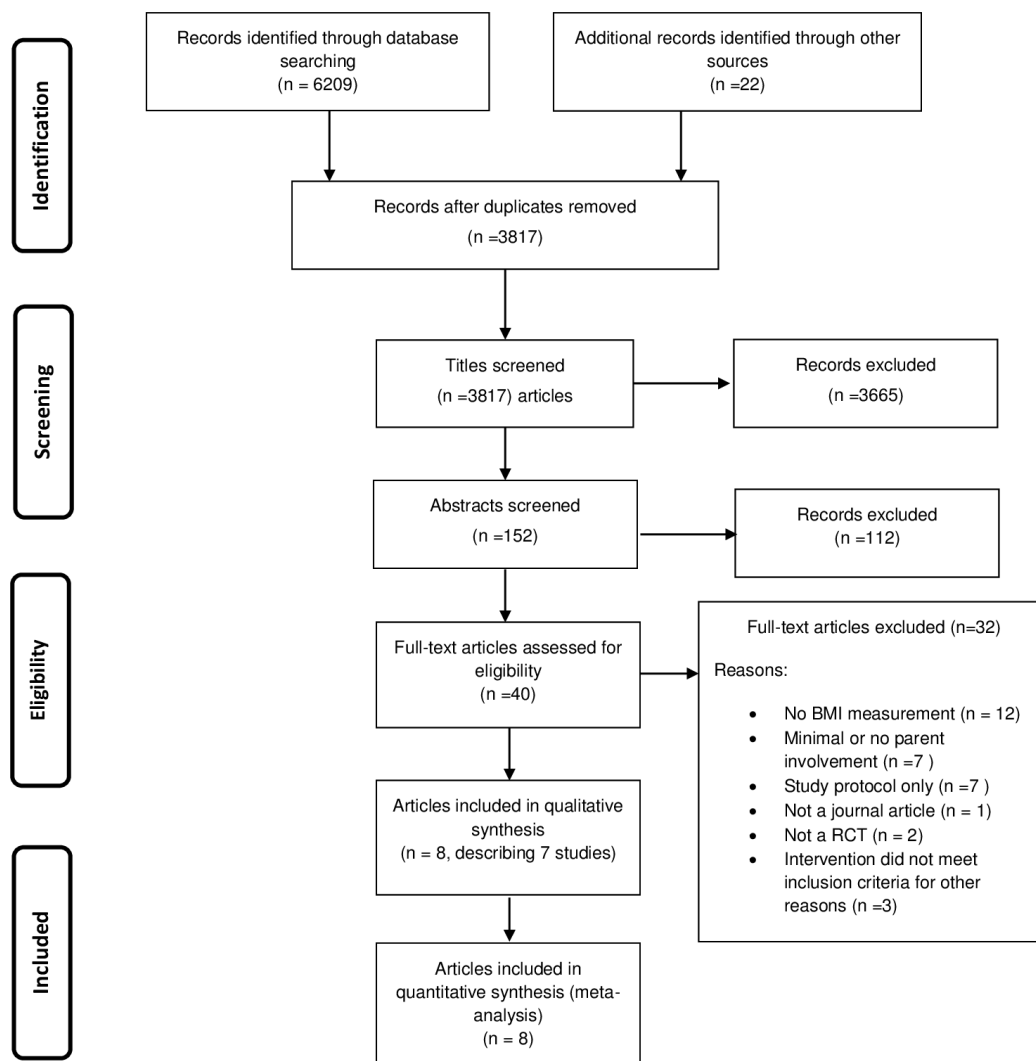 Identification
Records identified through database
searching
(n = 6209)
Additional records identified through other
sources
(n =22)
Records after duplicates removed
(n =3817)
Screening
Titles screened
(n =3817) articles
Records excluded
(n =3665)
Abstracts screened
(n =152)
Records excluded
(n =112)
Eligibility
Full-text articles assessed for
eligibility
(n =40)
Full-text articles excluded (n=32)
Reasons:
• No BMI measurement (n = 12)
• Minimal or no parent
involvement (n =7 )
• Study protocol only (n =7 )
• Not a journal article (n = 1)
• Not a RCT (n = 2)
• Intervention did not meet
inclusion criteria for other
reasons (n =3)
Articles included in qualitative
synthesis
(n = 8, describing 7 studies)
Included
Articles included in
quantitative synthesis (meta-
analysis)
(n = 8)